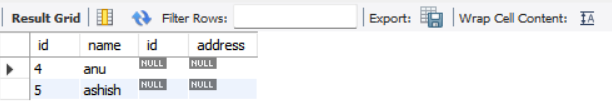 Result Grid Filter Rows: Export: Wrap Cell Content: IA
id name id address
4 anu NULL NULL
5 ashish NULL NULL